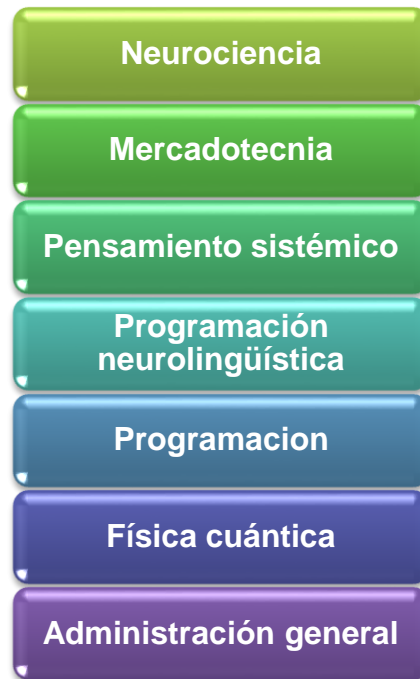 Neurociencia
Mercadotecnia
Pensamiento sistémico
Programación
neurolingüística
Programacion
Física cuántica
Administración general